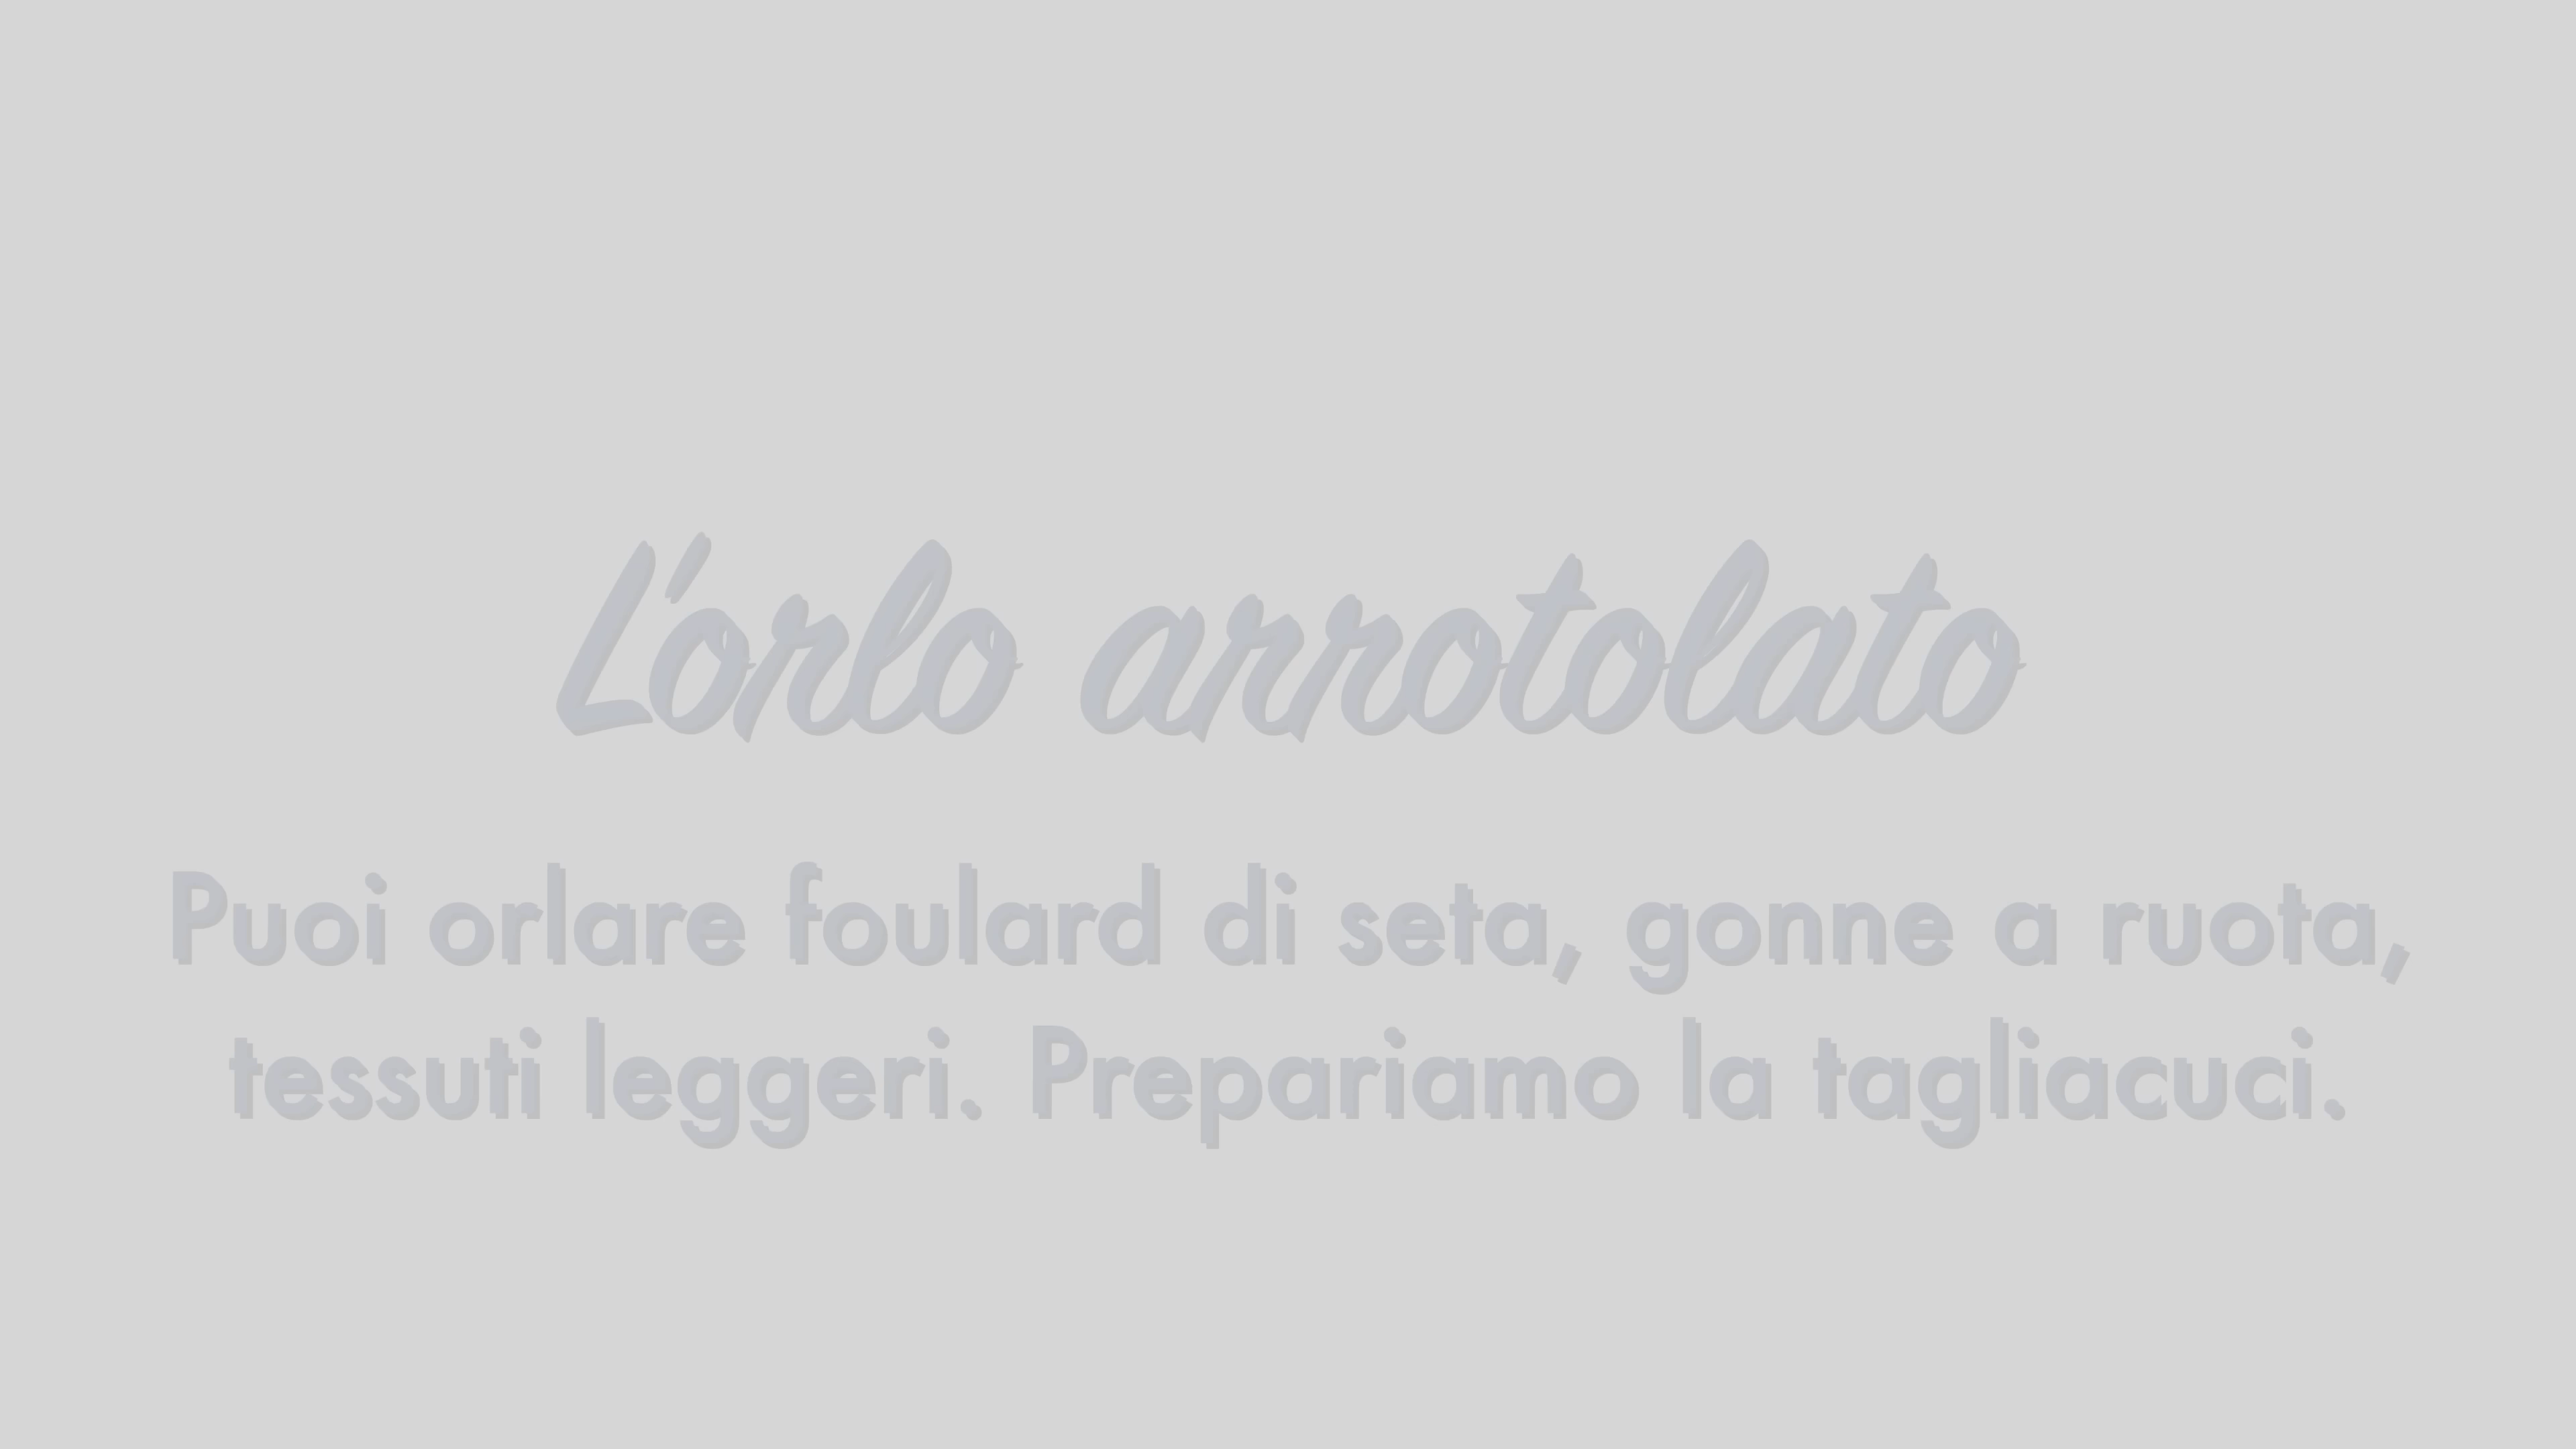 L'orlo arrotolato
Puoi orlare foulard di seta, gonne a ruota,
tessuti leggeri. Prepariamo la tagliacuci.